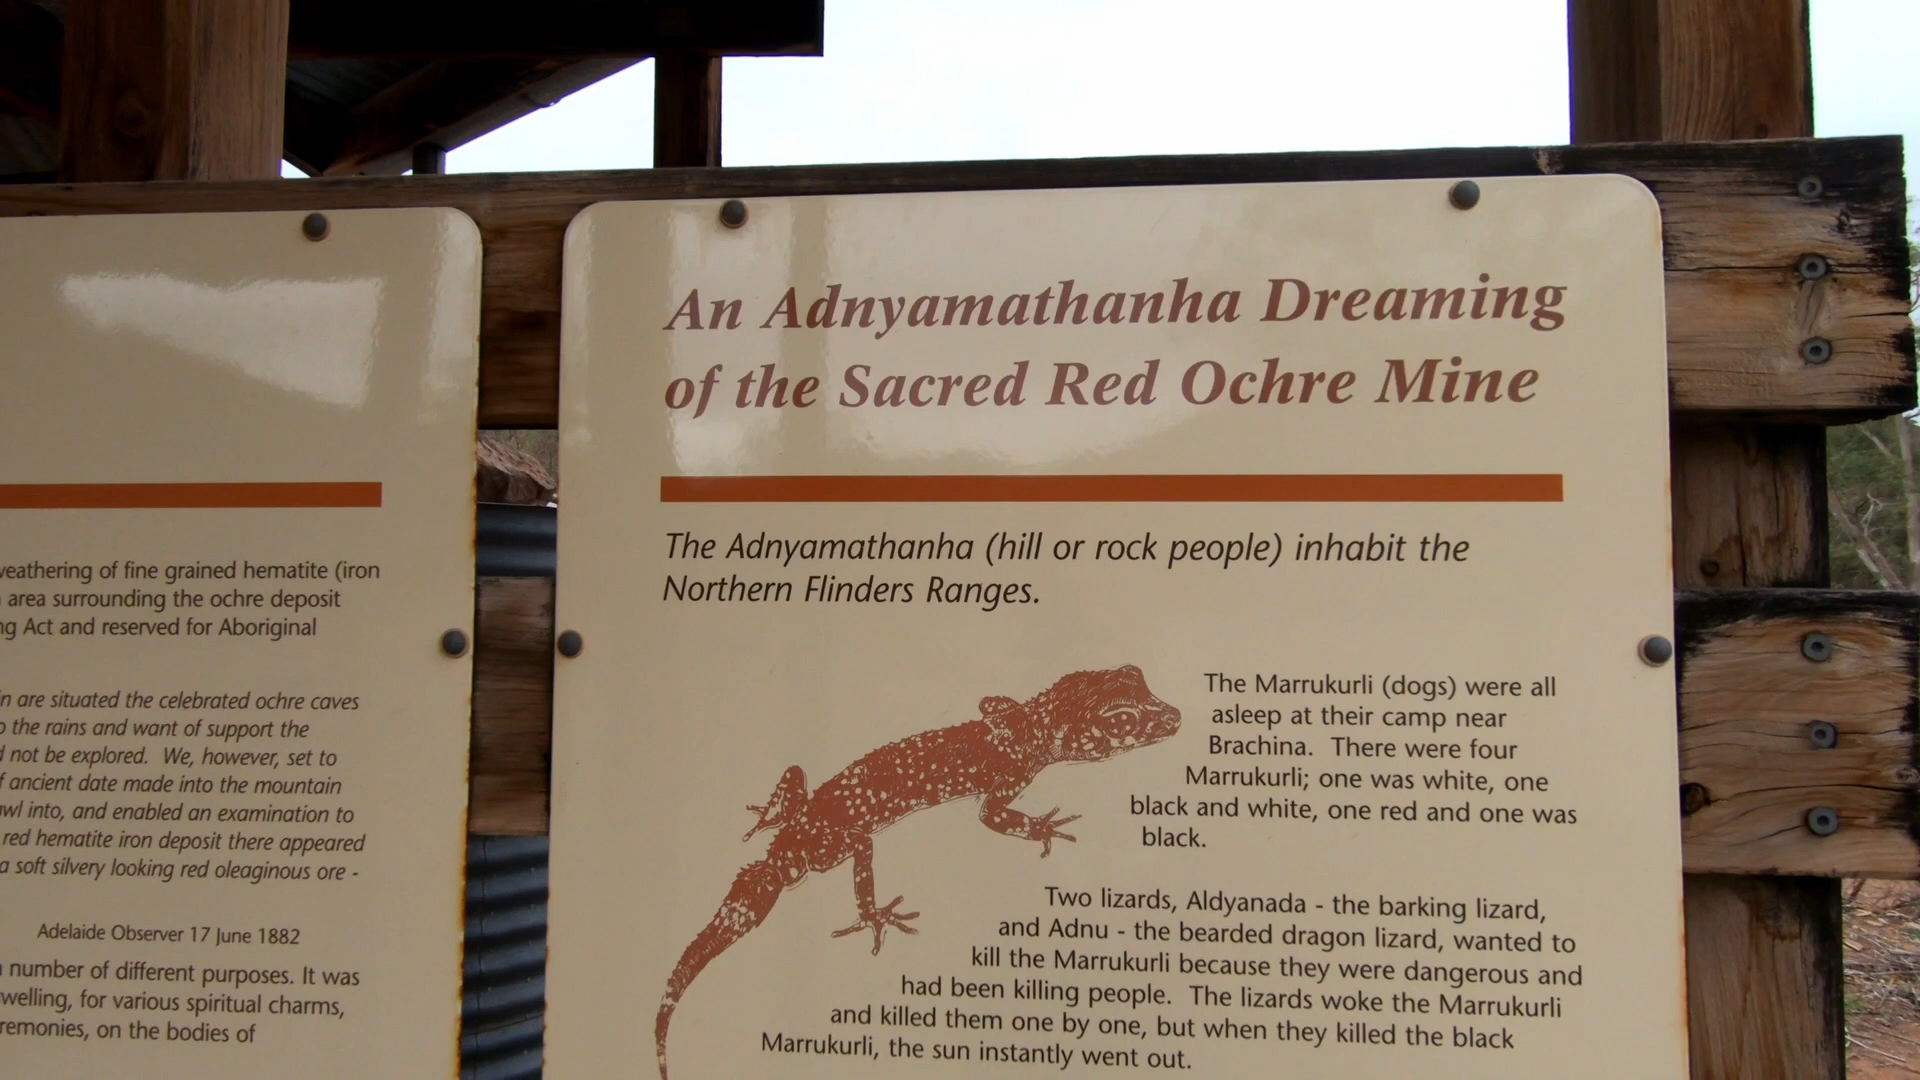 weathering of fine grained hematite (iron
area surrounding the ochre deposit
Act and reserved for Aboriginal
are situated the celebrated ochre caves
the rains and want of support the
not be explored. We, however, set to
ancient date made into the mountain
into, and enabled an examination to
red hematite iron deposit there appeared
a soft silvery looking red oleaginous ore -
Adelaide Observer 17 June 1882
number of different purposes. It was
for various spiritual charms,
on the bodies of
An Adnyamathanha Dreaming
of the Sacred Red Ochre Mine
The Adnyamathanha (hill or rock people) inhabit the
Northern Flinders Ranges.
The Marrukurli (dogs) were all
asleep at their camp near
Brachina. There were four
Marrukurli; one was white, one
black and white, one red and one was
black.
Two lizards, Aldyanada - the barking lizard,
and Adnu - the bearded dragon lizard, wanted to
kill the Marrukurli because they were dangerous and
had been killing people. The lizards woke the Marrukurli
and killed them one by one, but when they killed the black
Marrukurli, the sun instantly went out.